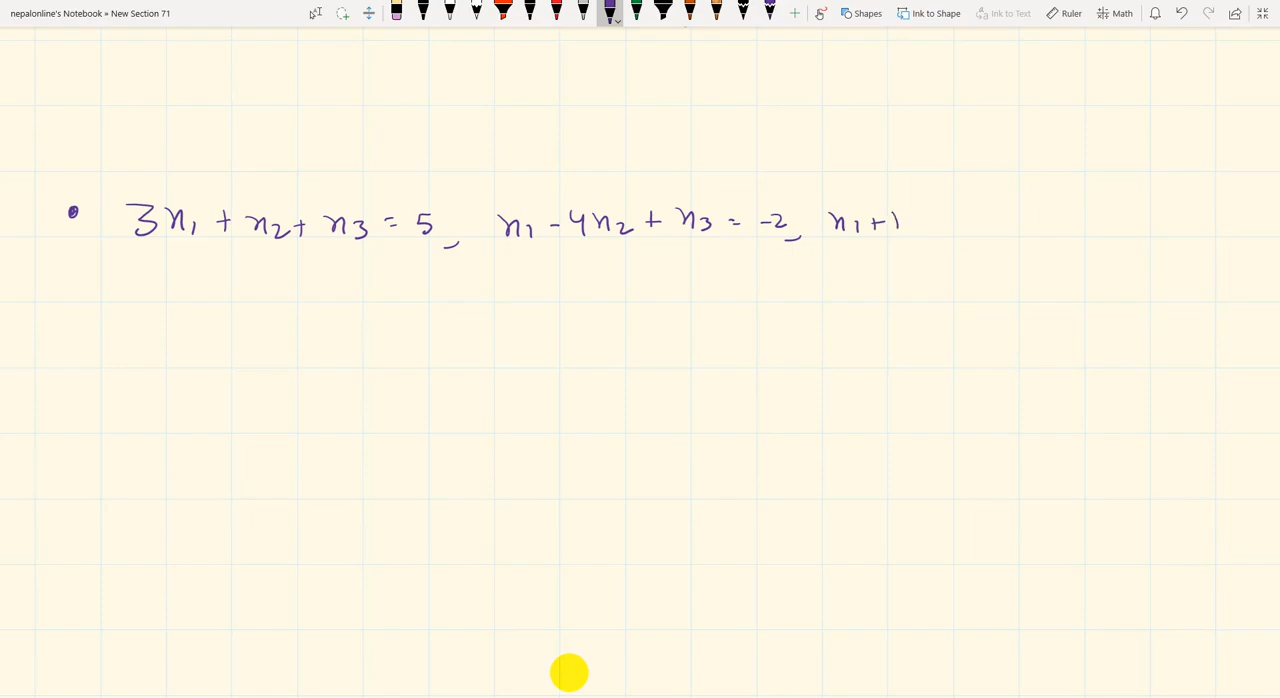 nepalonline's Notebook » New Section 71
Shapes Ink to Shape Ink to Text Ruler Math
• 3x₁ + x₂ + x₃ = 5, x₁ - 4x₂ + x₃ = -2, x₁ + 1